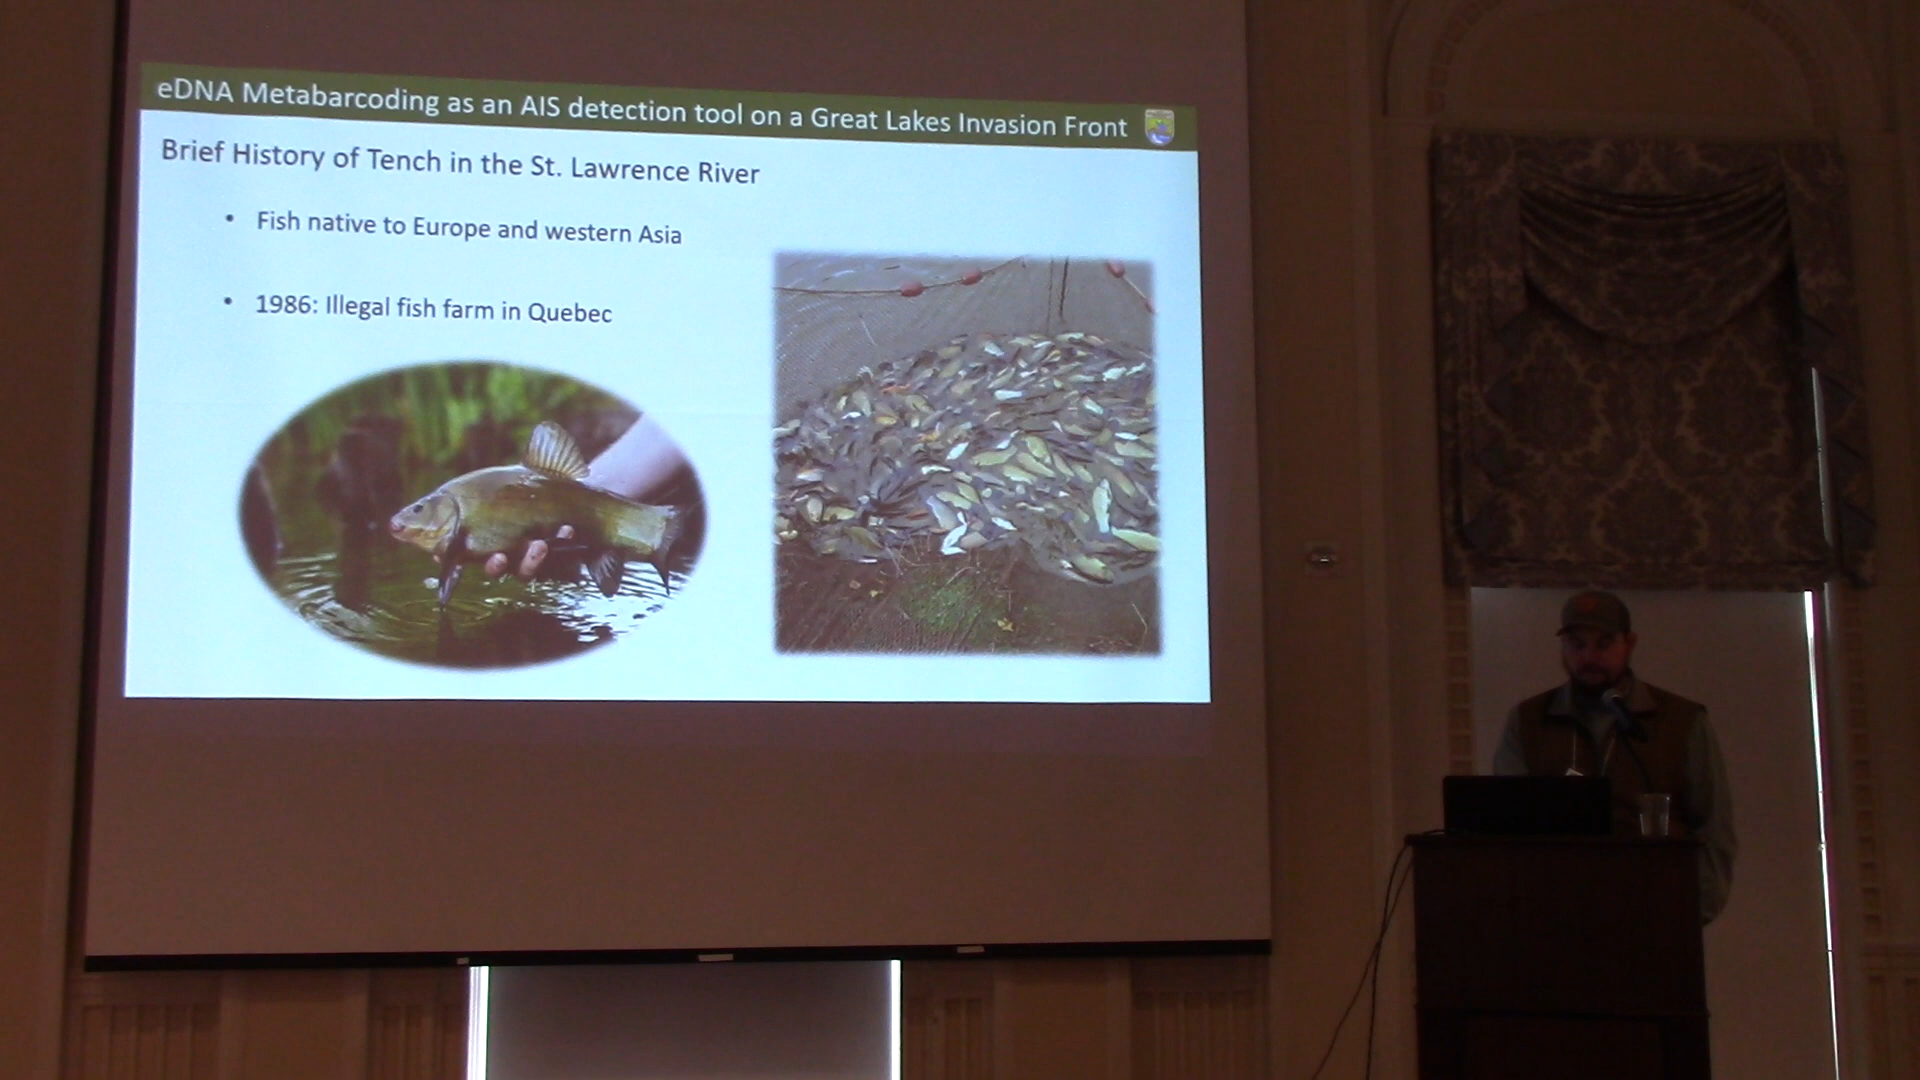 eDNA Metabarcoding as an AIS detection tool on a Great Lakes Invasion Front
Brief History of Tench in the St. Lawrence River
• Fish native to Europe and western Asia
• 1986: Illegal fish farm in Quebec